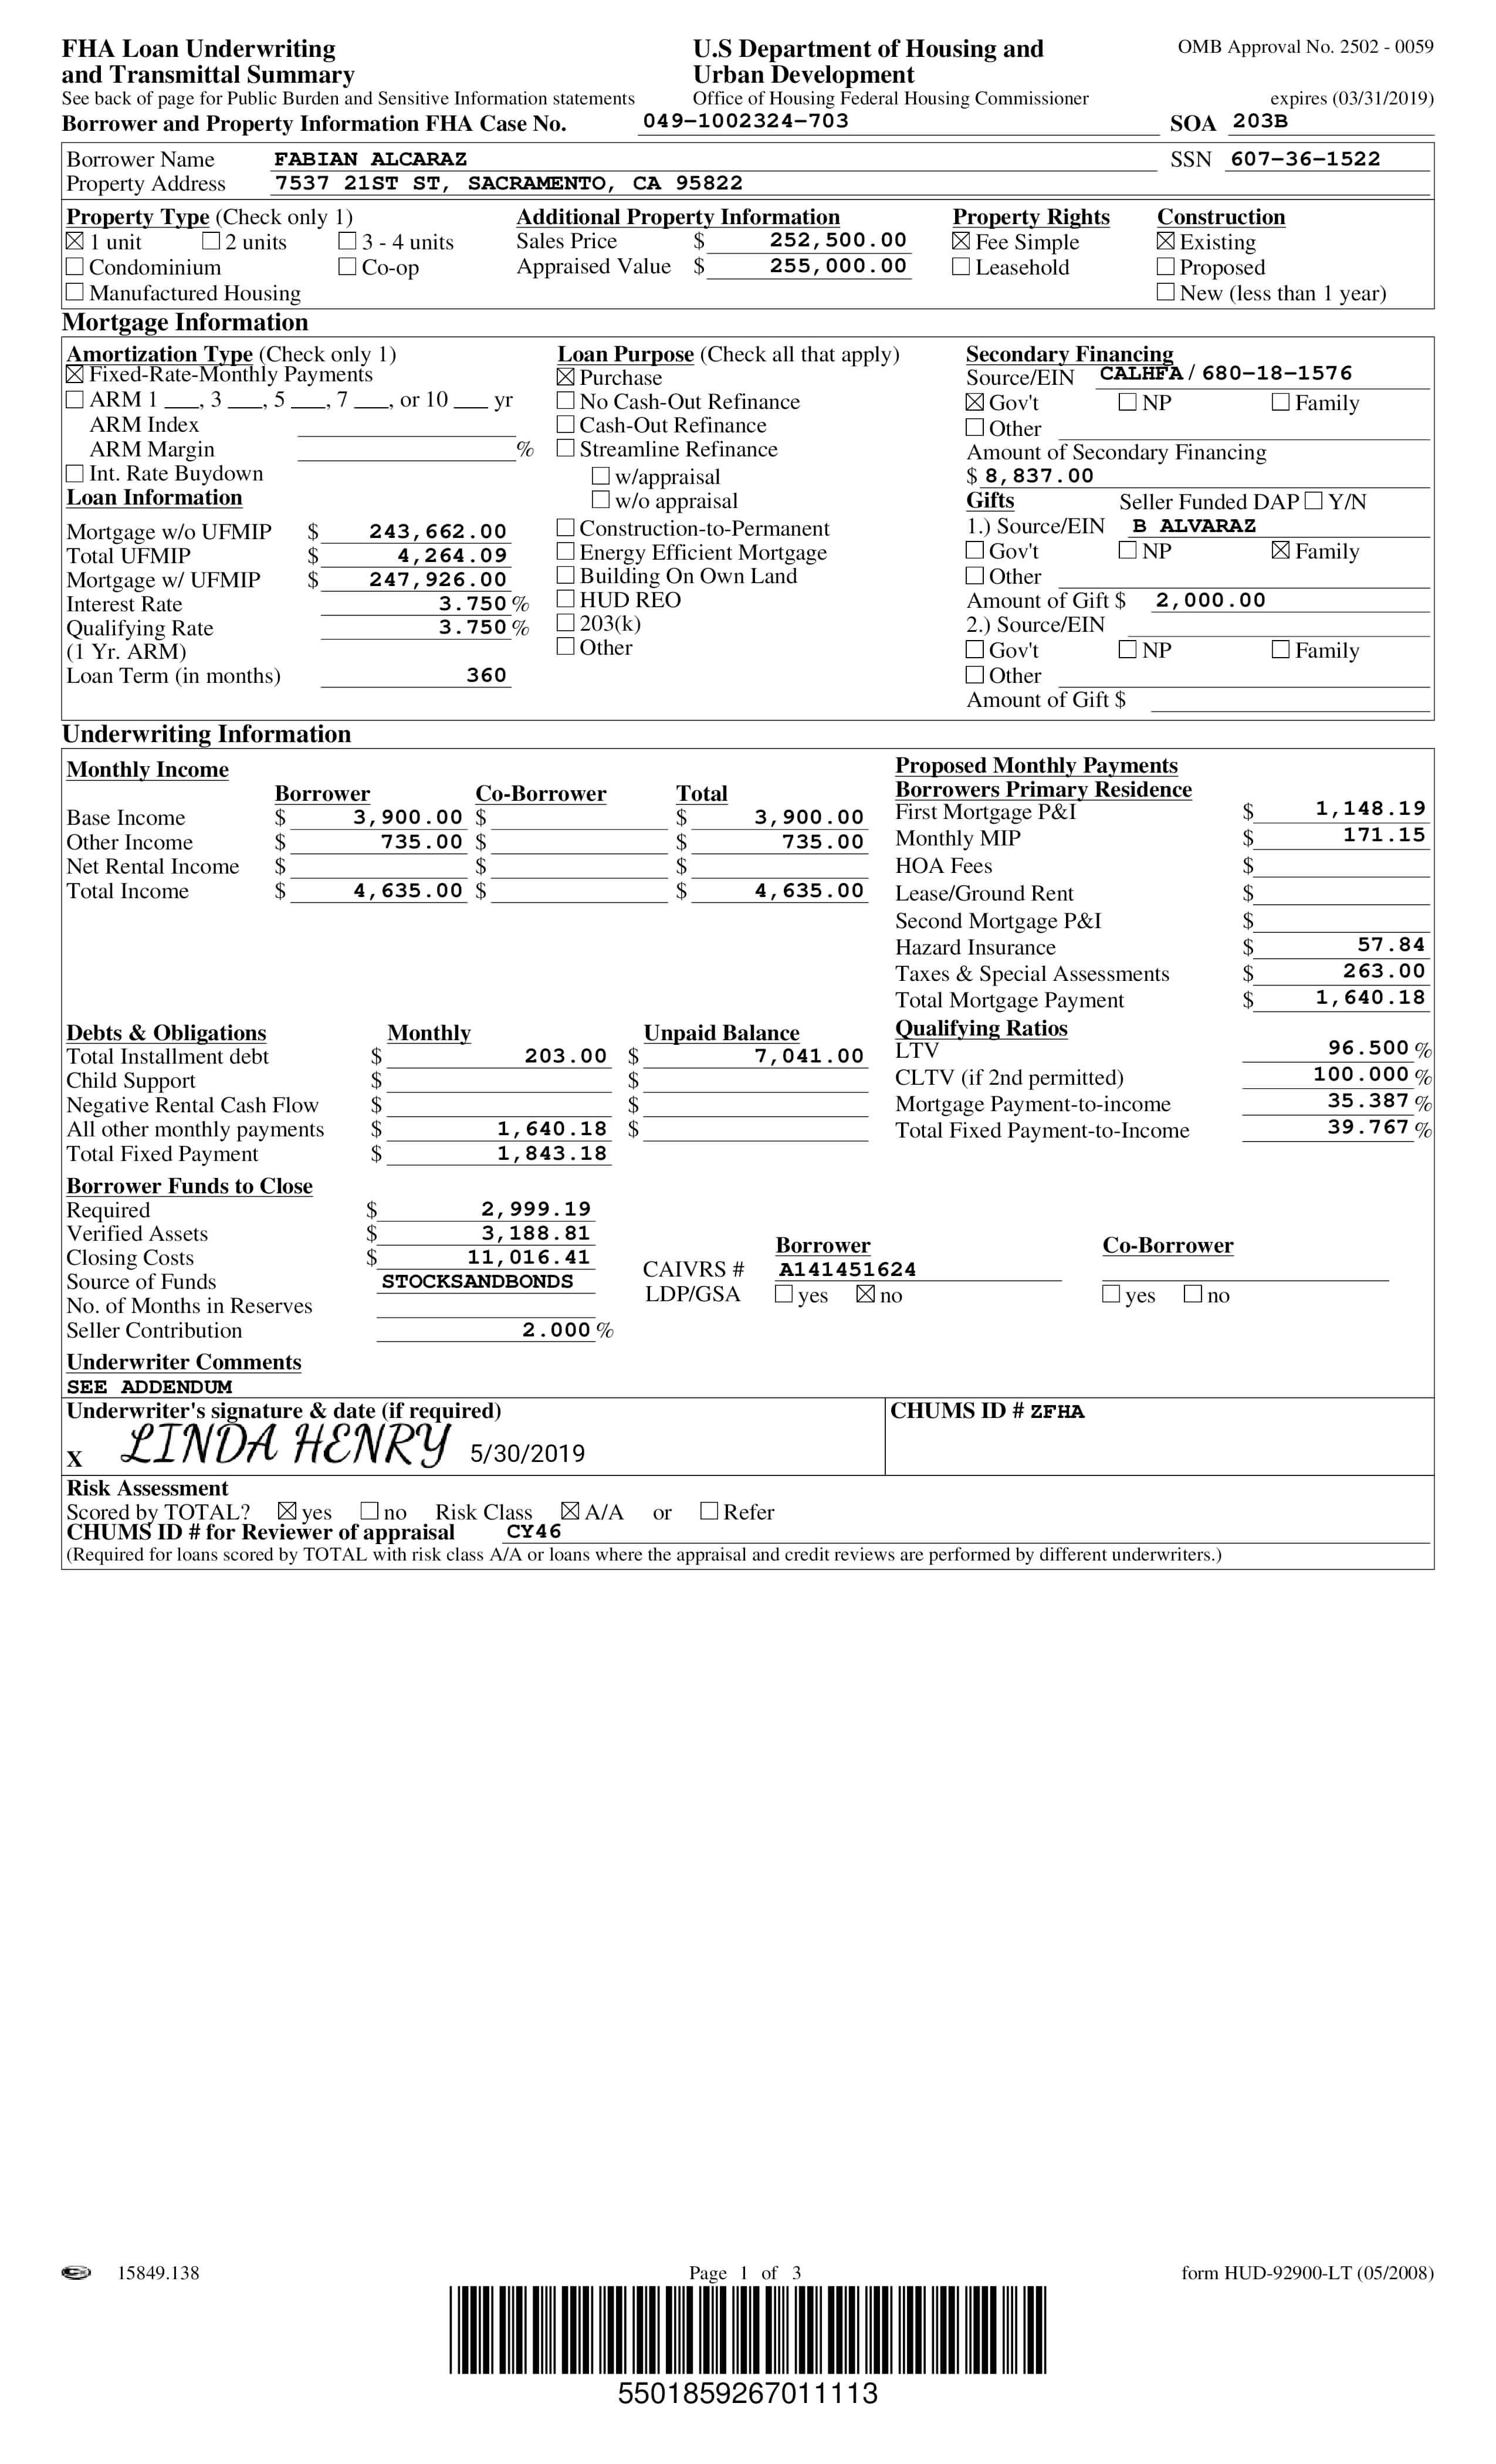 FHA Loan Underwriting
and Transmittal Summary
See back of page for Public Burden and Sensitive Information statements
U.S Department of Housing and
Urban Development
Office of Housing Federal Housing Commissioner
OMB Approval No. 2502 - 0059
expires (03/31/2019)
Borrower and Property Information FHA Case No. 049-1002324-703 SOA 203B
Borrower Name FABIAN ALCARAZ SSN 607-36-1522
Property Address 7537 21ST ST, SACRAMENTO, CA 95822
Property Type (Check only 1)
☒ 1 unit ☐ 2 units ☐ 3 - 4 units
☐ Condominium ☐ Co-op
☐ Manufactured Housing
Additional Property Information
Sales Price $ 252,500.00
Appraised Value $ 255,000.00
Property Rights
☒ Fee Simple
☐ Leasehold
Construction
☒ Existing
☐ Proposed
☐ New (less than 1 year)
Mortgage Information
Amortization Type (Check only 1)
☒ Fixed-Rate-Monthly Payments
☐ ARM 1 ___, 3 ___, 5 ___, 7 ___, or 10 ___ yr
ARM Index
ARM Margin %
☐ Int. Rate Buydown
Loan Information
Mortgage w/o UFMIP $ 243,662.00
Total UFMIP $ 4,264.09
Mortgage w/ UFMIP $ 247,926.00
Interest Rate 3.750 %
Qualifying Rate 3.750 %
(1 Yr. ARM)
Loan Term (in months) 360
Loan Purpose (Check all that apply)
☒ Purchase
☐ No Cash-Out Refinance
☐ Cash-Out Refinance
☐ Streamline Refinance
☐ w/appraisal
☐ w/o appraisal
☐ Construction-to-Permanent
☐ Energy Efficient Mortgage
☐ Building On Own Land
☐ HUD REO
☐ 203(k)
☐ Other
Secondary Financing
Source/EIN CALHFA / 680-18-1576
☒ Gov't ☐ NP ☐ Family
☐ Other
Amount of Secondary Financing
$ 8,837.00
Gifts Seller Funded DAP ☐ Y/N
1.) Source/EIN B ALVARAZ
☐ Gov't ☐ NP ☒ Family
☐ Other
Amount of Gift $ 2,000.00
2.) Source/EIN
☐ Gov't ☐ NP ☐ Family
☐ Other
Amount of Gift $
Underwriting Information
Monthly Income
Borrower Co-Borrower Total
Base Income $ 3,900.00 $ $ 3,900.00
Other Income $ 735.00 $ $ 735.00
Net Rental Income $ $ $
Total Income $ 4,635.00 $ $ 4,635.00
Proposed Monthly Payments
Borrowers Primary Residence
First Mortgage P&I $ 1,148.19
Monthly MIP $ 171.15
HOA Fees $
Lease/Ground Rent $
Second Mortgage P&I $
Hazard Insurance $ 57.84
Taxes & Special Assessments $ 263.00
Total Mortgage Payment $ 1,640.18
Debts & Obligations Monthly Unpaid Balance
Total Installment debt $ 203.00 $ 7,041.00
Child Support $ $
Negative Rental Cash Flow $ $
All other monthly payments $ 1,640.18 $
Total Fixed Payment $ 1,843.18
Qualifying Ratios
LTV 96.500 %
CLTV (if 2nd permitted) 100.000 %
Mortgage Payment-to-income 35.387 %
Total Fixed Payment-to-Income 39.767 %
Borrower Funds to Close
Required $ 2,999.19
Verified Assets $ 3,188.81
Closing Costs $ 11,016.41
Source of Funds STOCKSANDBONDS
No. of Months in Reserves
Seller Contribution 2.000 %
Borrower Co-Borrower
CAIVRS # A141451624
LDP/GSA ☐ yes ☒ no ☐ yes ☐ no
Underwriter Comments
SEE ADDENDUM
Underwriter's signature & date (if required)
X LINDA HENRY 5/30/2019
CHUMS ID # ZFHA
Risk Assessment
Scored by TOTAL? ☒ yes ☐ no Risk Class ☒ A/A or ☐ Refer
CHUMS ID # for Reviewer of appraisal CY46
(Required for loans scored by TOTAL with risk class A/A or loans where the appraisal and credit reviews are performed by different underwriters.)
15849.138 Page 1 of 3 form HUD-92900-LT (05/2008)
5501859267011113